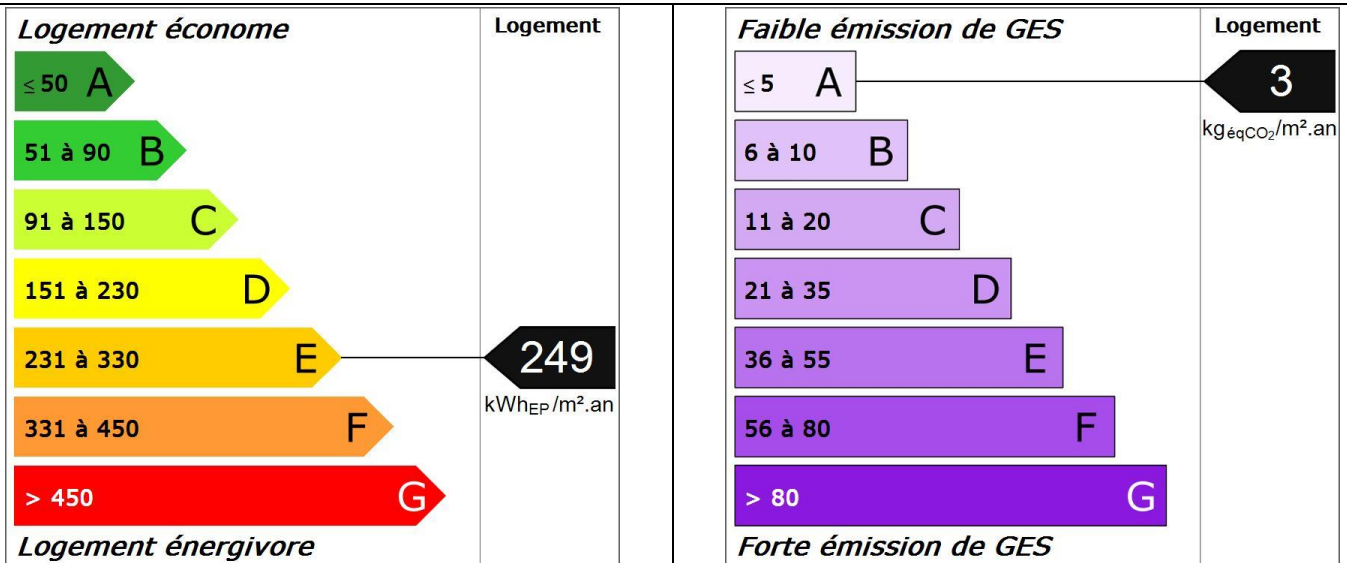 Logement économe
Logement
≤ 50 A
51 à 90 B
91 à 150 C
151 à 230 D
231 à 330 E
249
kWhEP/m².an
331 à 450 F
> 450 G
Logement énergivore
Faible émission de GES
Logement
≤ 5 A
3
kgéqCO₂/m².an
6 à 10 B
11 à 20 C
21 à 35 D
36 à 55 E
56 à 80 F
> 80 G
Forte émission de GES